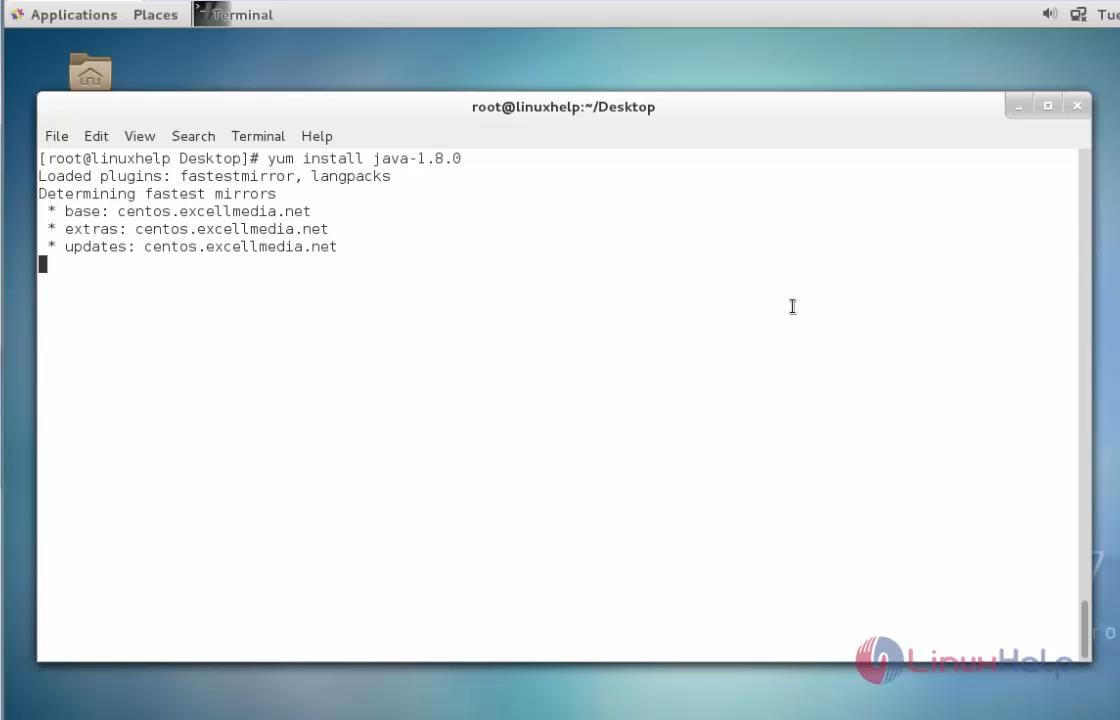 Applications Places Terminal Tue
root@linuxhelp:~/Desktop
File Edit View Search Terminal Help
[root@linuxhelp Desktop]# yum install java-1.8.0
Loaded plugins: fastestmirror, langpacks
Determining fastest mirrors
 * base: centos.excellmedia.net
 * extras: centos.excellmedia.net
 * updates: centos.excellmedia.net
7
LinuxHelp